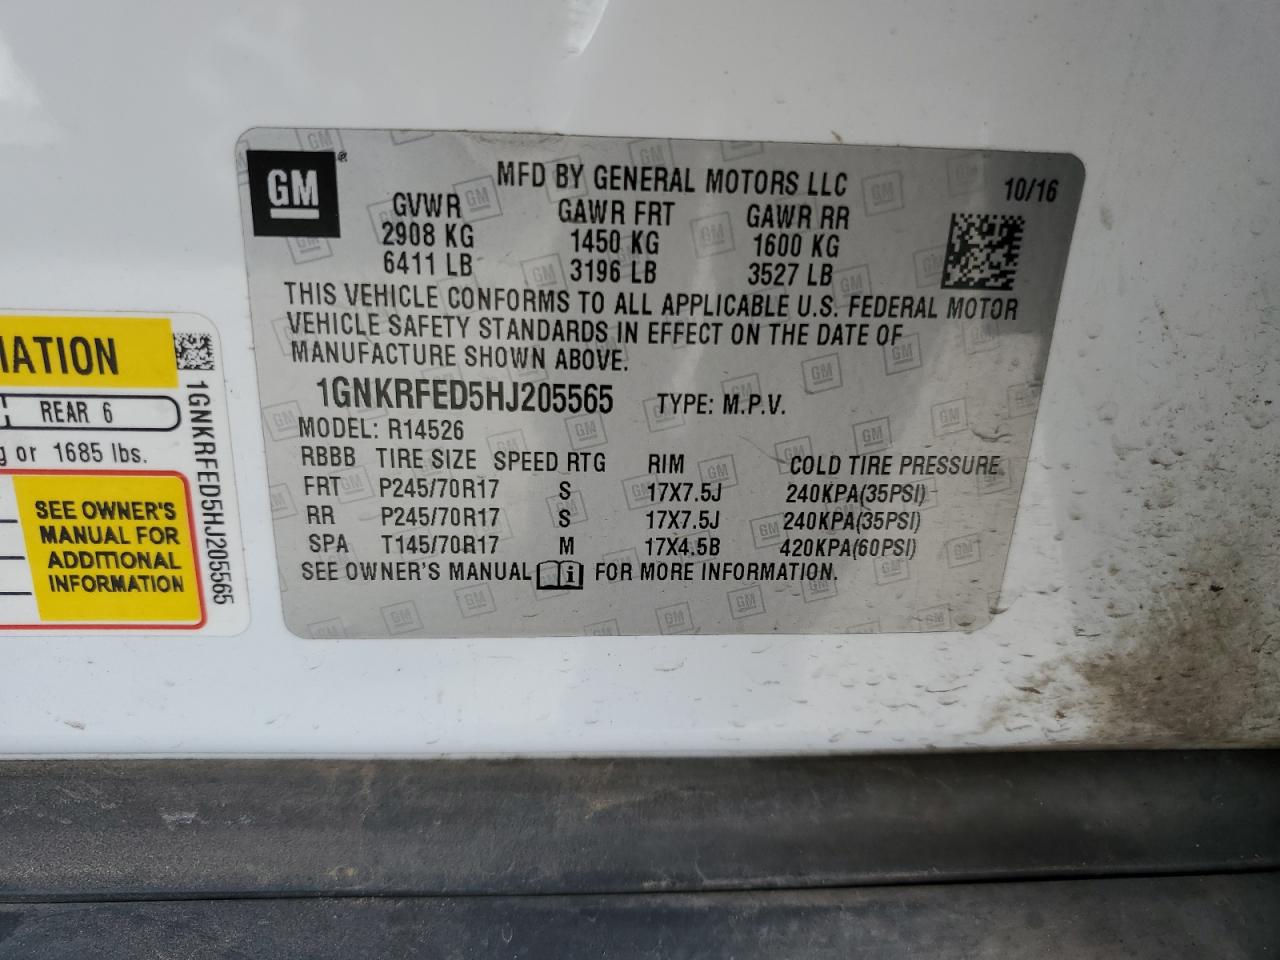 GM
MFD BY GENERAL MOTORS LLC
10/16
GVWR GAWR FRT GAWR RR
2908 KG 1450 KG 1600 KG
6411 LB 3196 LB 3527 LB
THIS VEHICLE CONFORMS TO ALL APPLICABLE U.S. FEDERAL MOTOR
VEHICLE SAFETY STANDARDS IN EFFECT ON THE DATE OF
MANUFACTURE SHOWN ABOVE.
1GNKRFED5HJ205565 TYPE: M.P.V.
MODEL: R14526
RBBB TIRE SIZE SPEED RTG RIM COLD TIRE PRESSURE
FRT P245/70R17 S 17X7.5J 240KPA(35PSI)
RR P245/70R17 S 17X7.5J 240KPA(35PSI)
SPA T145/70R17 M 17X4.5B 420KPA(60PSI)
SEE OWNER'S MANUAL FOR MORE INFORMATION.
REAR 6
or 1685 lbs.
SEE OWNER'S
MANUAL FOR
ADDITIONAL
INFORMATION
1GNKRFED5HJ205565